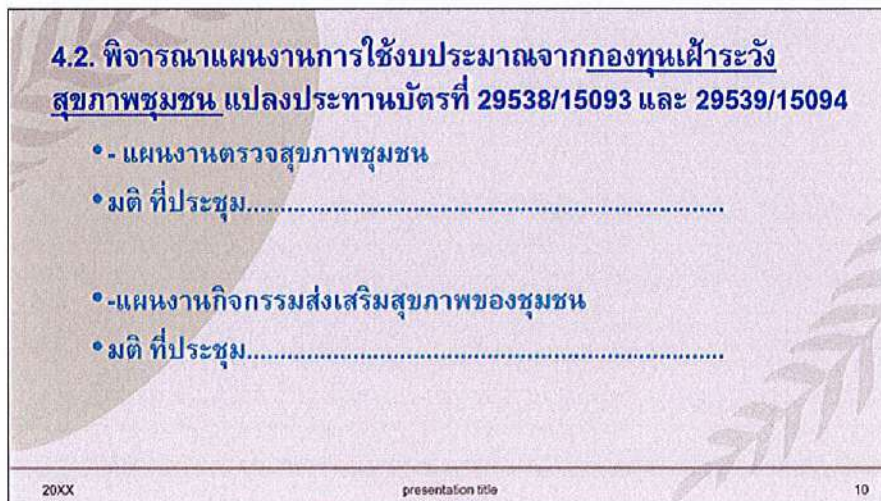 4.2. พิจารณาแผนงานการใช้งบประมาณจากกองทุนเฝ้าระวัง
สุขภาพชุมชน แปลงประทานบัตรที่ 29538/15093 และ 29539/15094
•- แผนงานตรวจสุขภาพชุมชน
•มติ ที่ประชุม.......................................................................
•-แผนงานกิจกรรมส่งเสริมสุขภาพของชุมชน
•มติ ที่ประชุม.......................................................................
20XX presentation title 10